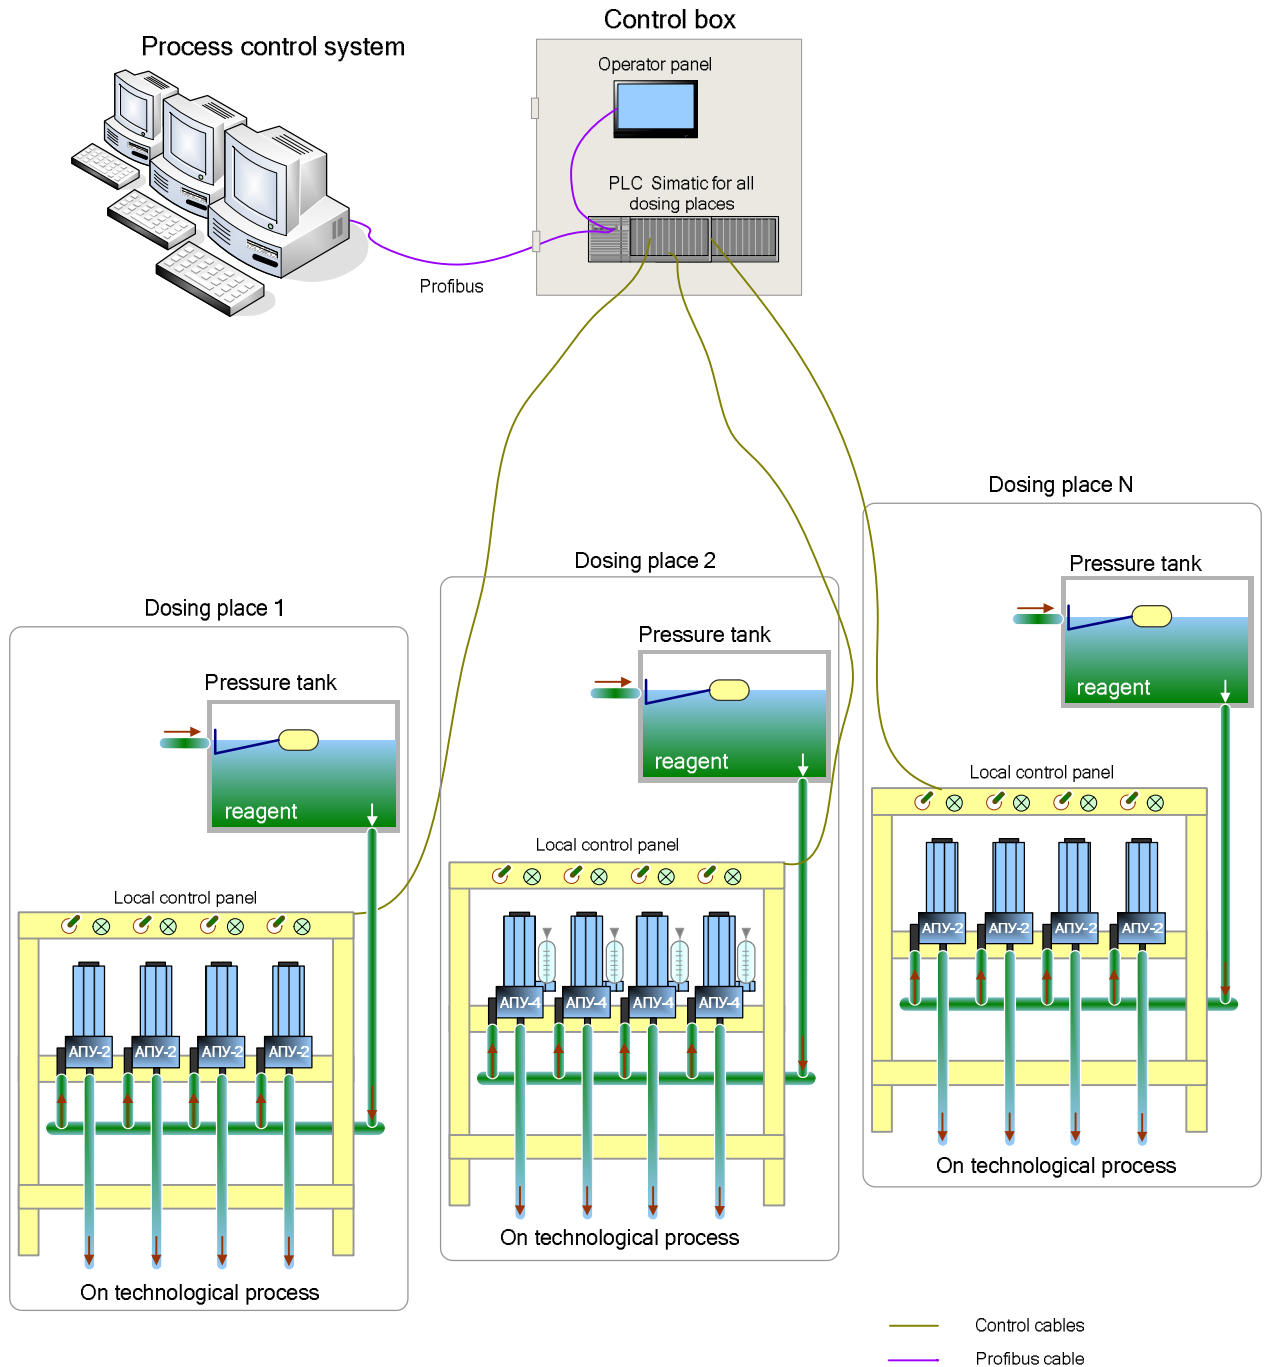 Control box
Process control system
Operator panel
PLC Simatic for all
dosing places
Profibus
Dosing place N
Pressure tank
reagent
Local control panel
АПУ-2 АПУ-2 АПУ-2 АПУ-2
On technological process
Dosing place 2
Pressure tank
reagent
Local control panel
АПУ-4 АПУ-4 АПУ-4 АПУ-4
On technological process
Dosing place 1
Pressure tank
reagent
Local control panel
АПУ-2 АПУ-2 АПУ-2 АПУ-2
On technological process
Control cables
Profibus cable